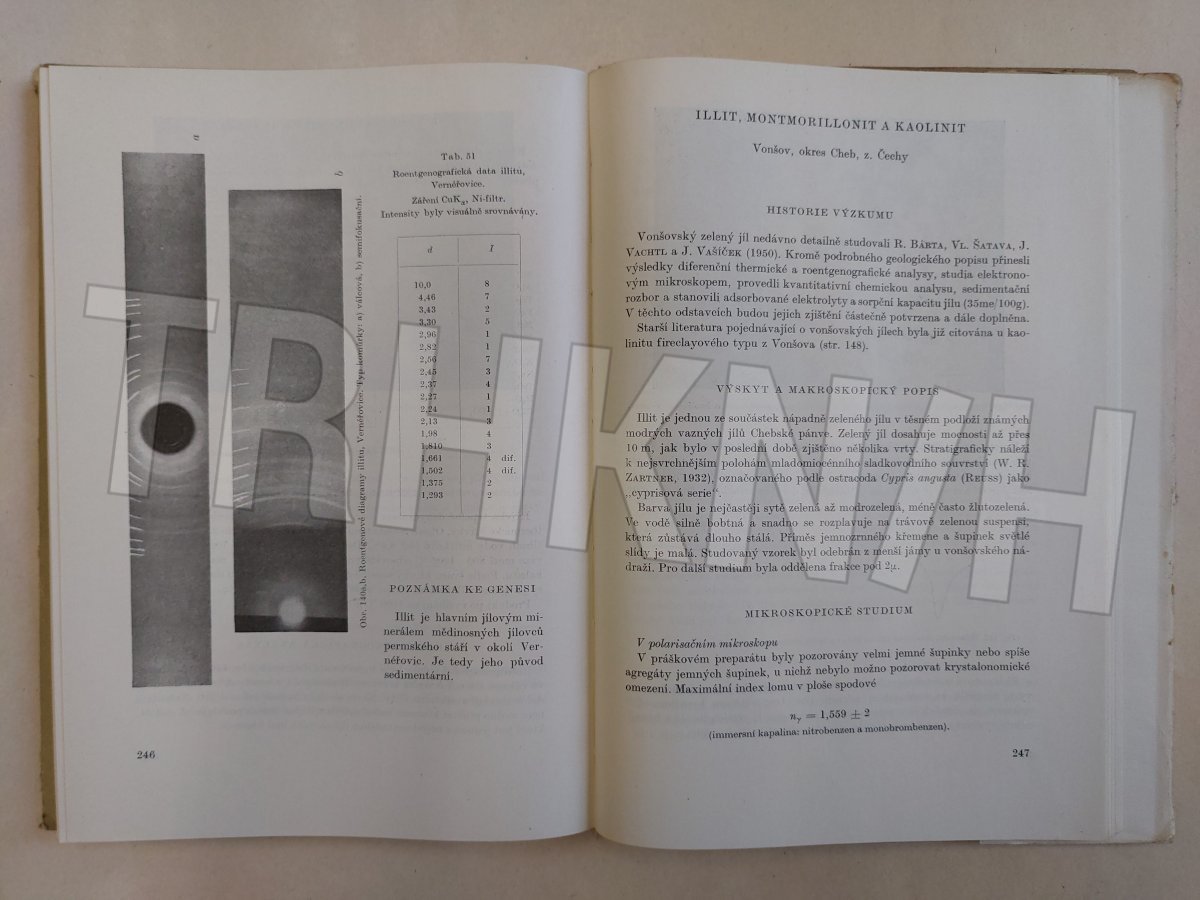 a
b
Obr. 140a,b. Roentgenové diagramy illitu, Vernéřovice. Typ komůrky: a) válcová, b) semifokusační.
Tab. 51
Roentgenografická data illitu,
Vernéřovice.
Záření CuKα, Ni-filtr.
Intensity byly visuálně srovnávány.
d I
10,0 8
4,46 7
3,43 2
3,30 5
2,96 1
2,82 1
2,56 7
2,45 3
2,37 4
2,27 1
2,24 1
2,13 3
1,98 4
1,810 3
1,661 4 dif.
1,502 4 dif.
1,375 2
1,293 2
POZNÁMKA KE GENESI
Illit je hlavním jílovým mi-
nerálem mědinosných jílovců
permského stáří v okolí Ver-
néřovic. Je tedy jeho původ
sedimentární.
246
ILLIT, MONTMORILLONIT A KAOLINIT
Vonšov, okres Cheb, z. Čechy
HISTORIE VÝZKUMU
Vonšovský zelený jíl nedávno detailně studovali R. Bárta, Vl. Šatava, J.
Vachtl a J. Vašíček (1950). Kromě podrobného geologického popisu přinesli
výsledky diferenční thermické a roentgenografické analysy, studia elektrono-
vým mikroskopem, provedli kvantitativní chemickou analysu, sedimentační
rozbor a stanovili adsorbované elektrolyty a sorpční kapacitu jílu (35me/100g).
V těchto odstavcích budou jejich zjištění částečně potvrzena a dále doplněna.
Starší literatura pojednávající o vonšovských jílech byla již citována u kao-
linitu fireclayového typu z Vonšova (str. 148).
VÝSKYT A MAKROSKOPICKÝ POPIS
Illit je jednou ze součástek nápadně zeleného jílu v těsném podloží známých
modrých vazných jílů Chebské pánve. Zelený jíl dosahuje mocnosti až přes
10 m, jak bylo v poslední době zjištěno několika vrty. Stratigraficky náleží
k nejsvrchnějším polohám mladomiocénního sladkovodního souvrství (W. R.
Zartner, 1932), označovaného podle ostracoda Cypris angusta (Reuss) jako
„cyprisová serie“.
Barva jílu je nejčastěji sytě zelená až modrozelená, méně často žlutozelená.
Ve vodě silně bobtná a snadno se rozplavuje na trávově zelenou suspensi,
která zůstává dlouho stálá. Příměs jemnozrnného křemene a šupinek světlé
slídy je malá. Studovaný vzorek byl odebrán z menší jámy u vonšovského ná-
draží. Pro další studium byla oddělena frakce pod 2μ.
MIKROSKOPICKÉ STUDIUM
V polarisačním mikroskopu
V práškovém preparátu byly pozorovány velmi jemné šupinky nebo spíše
agregáty jemných šupinek, u nichž nebylo možno pozorovat krystalonomické
omezení. Maximální index lomu v ploše spodové
nγ = 1,559 ± 2
(immersní kapalina: nitrobenzen a monobrombenzen).
247
TRHKNIH